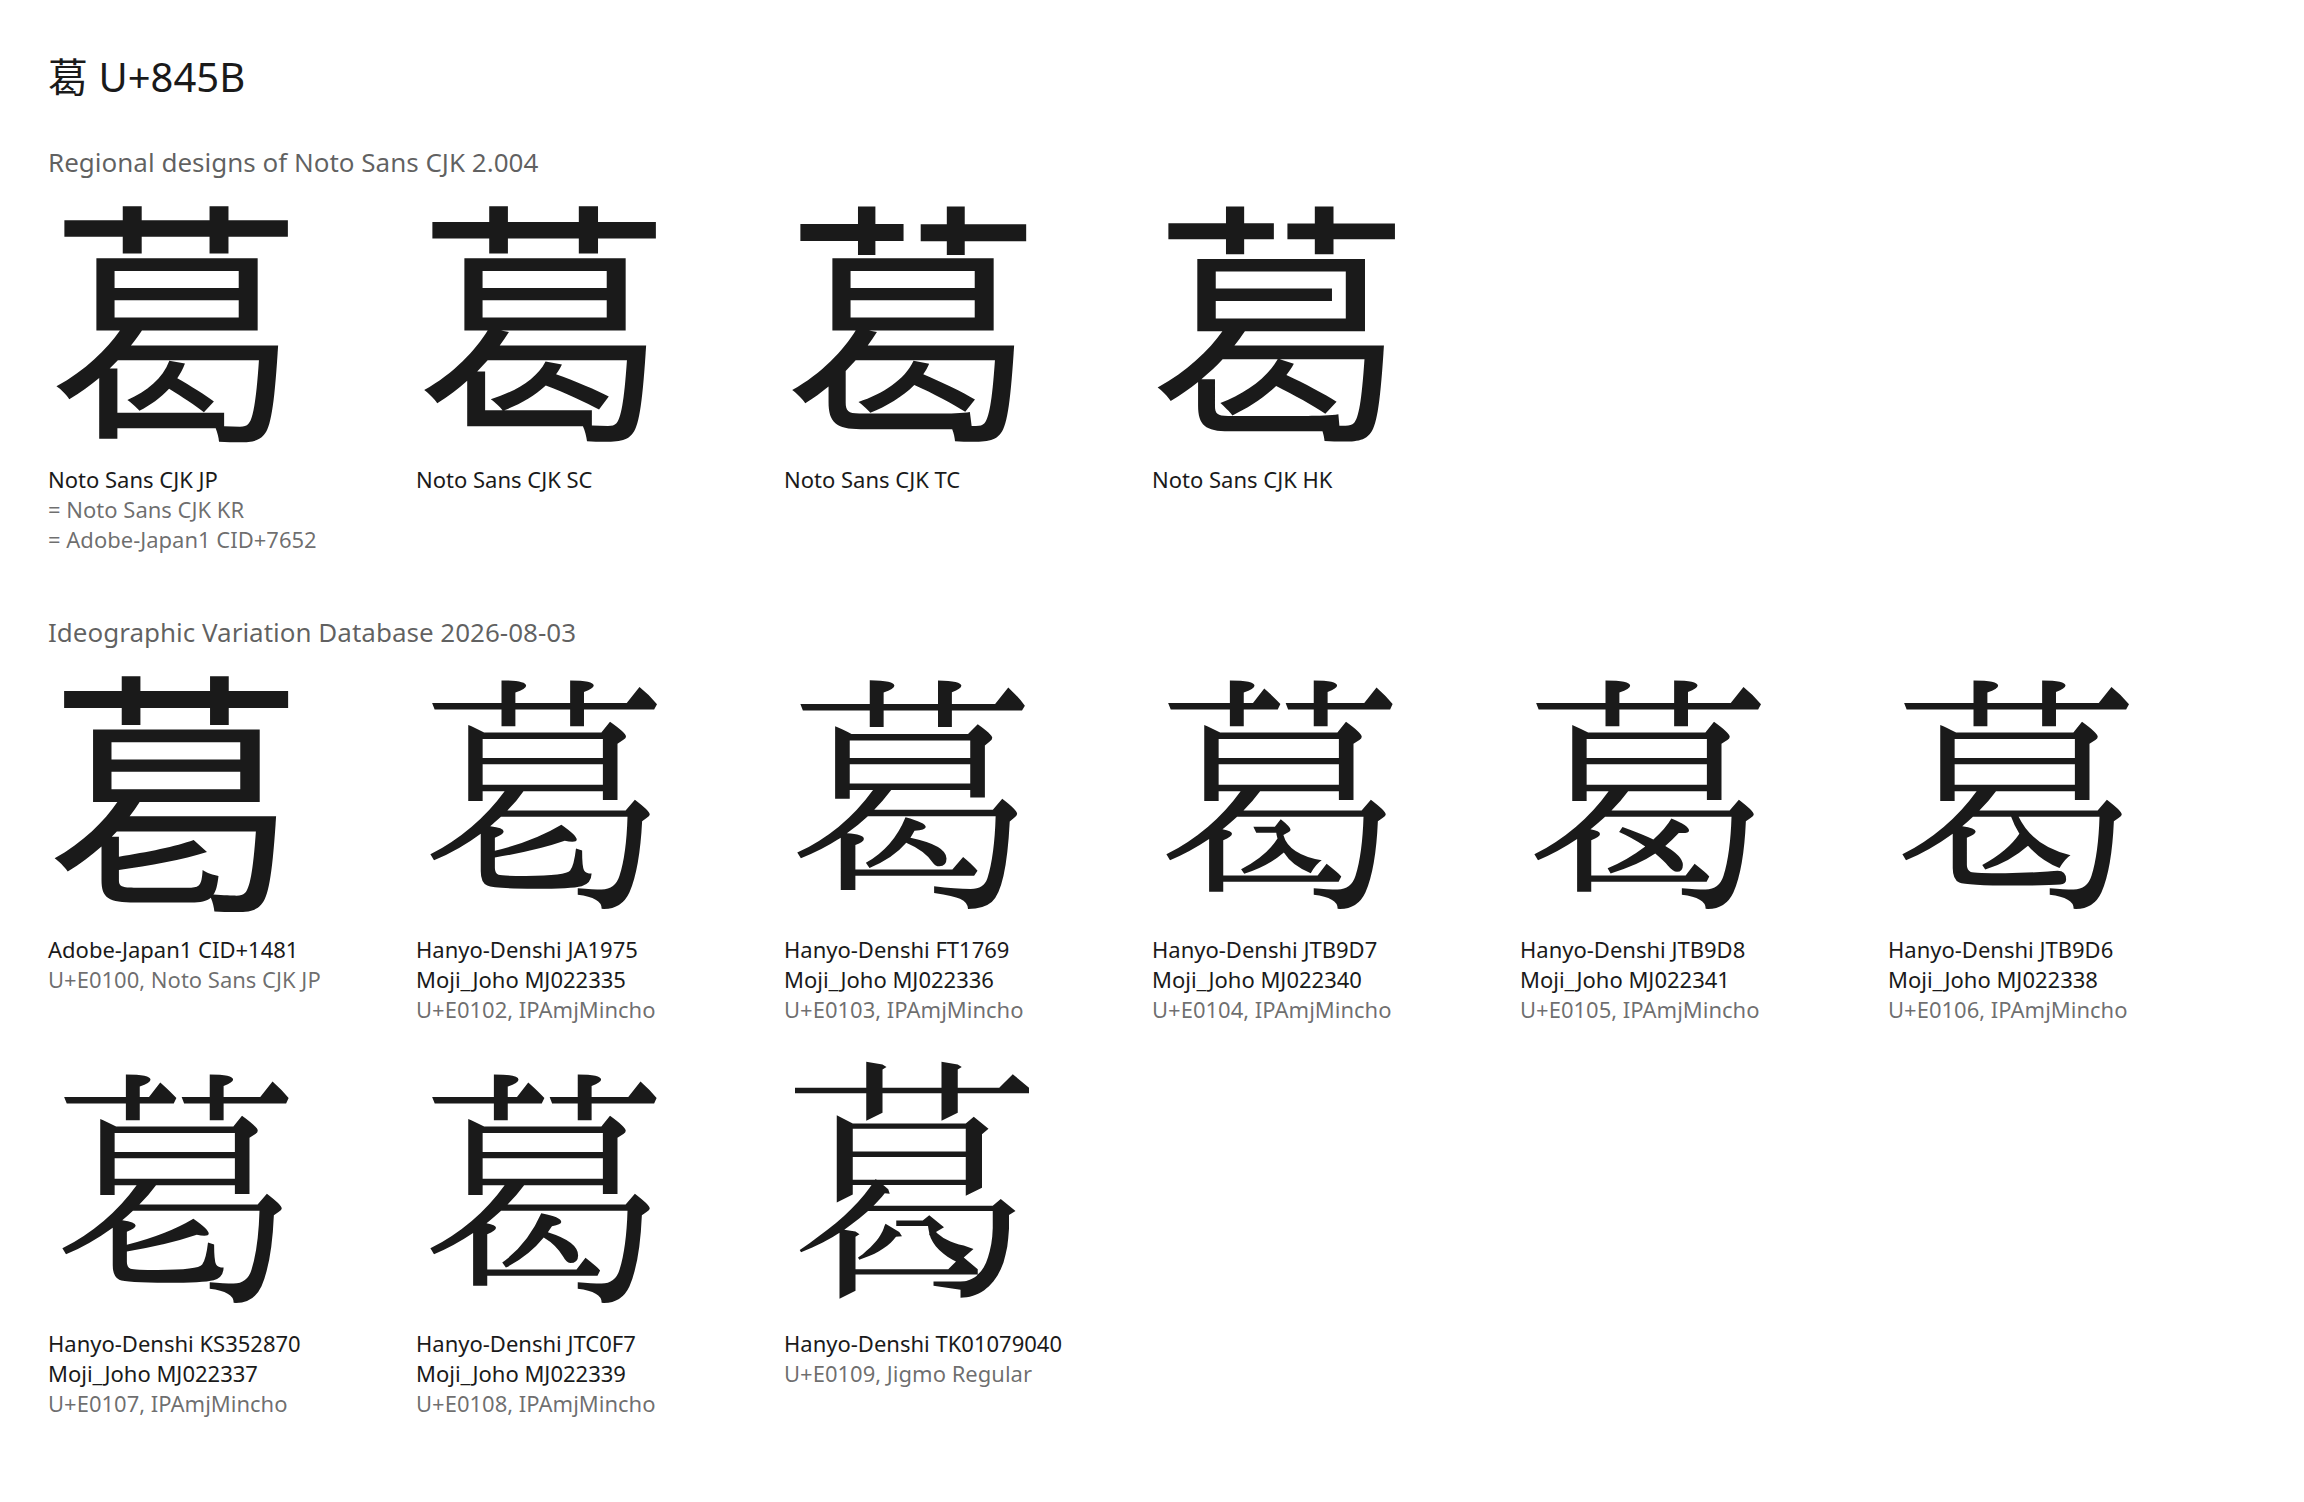 葛 U+845B
Regional designs of Noto Sans CJK 2.004
葛 葛 葛 葛
Noto Sans CJK JP
= Noto Sans CJK KR
= Adobe-Japan1 CID+7652
Noto Sans CJK SC
Noto Sans CJK TC
Noto Sans CJK HK
Ideographic Variation Database 2026-08-03
葛󠄀 葛󠄂 葛󠄃 葛󠄄 葛󠄅 葛󠄆
Adobe-Japan1 CID+1481
U+E0100, Noto Sans CJK JP
Hanyo-Denshi JA1975
Moji_Joho MJ022335
U+E0102, IPAmjMincho
Hanyo-Denshi FT1769
Moji_Joho MJ022336
U+E0103, IPAmjMincho
Hanyo-Denshi JTB9D7
Moji_Joho MJ022340
U+E0104, IPAmjMincho
Hanyo-Denshi JTB9D8
Moji_Joho MJ022341
U+E0105, IPAmjMincho
Hanyo-Denshi JTB9D6
Moji_Joho MJ022338
U+E0106, IPAmjMincho
葛󠄇 葛󠄈 葛󠄉
Hanyo-Denshi KS352870
Moji_Joho MJ022337
U+E0107, IPAmjMincho
Hanyo-Denshi JTC0F7
Moji_Joho MJ022339
U+E0108, IPAmjMincho
Hanyo-Denshi TK01079040
U+E0109, Jigmo Regular